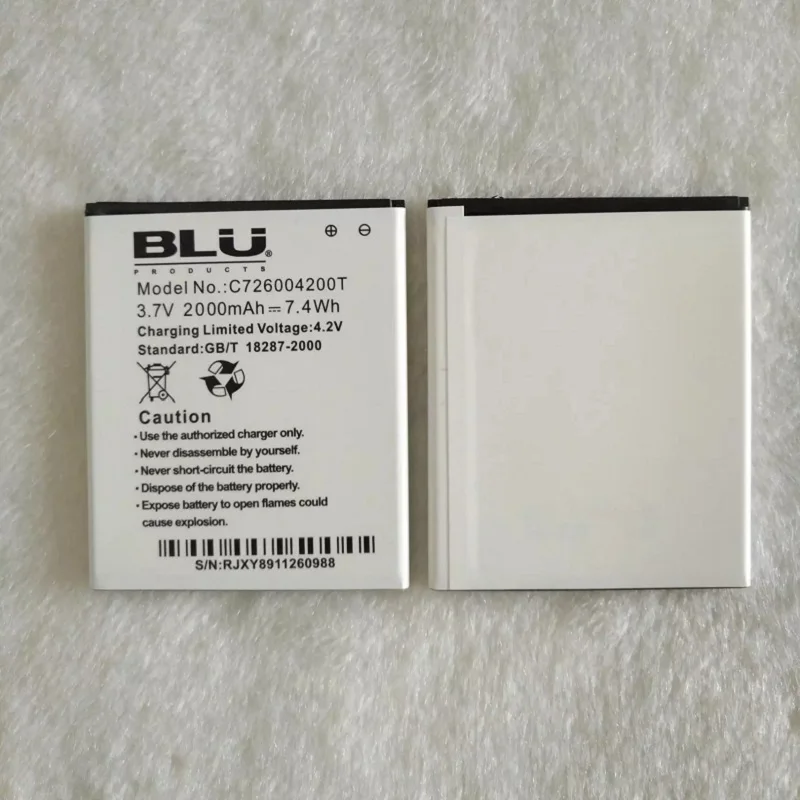 BLU®
PRODUCTS
⊕ ⊖
Model No.:C726004200T
3.7V 2000mAh⎓7.4Wh
Charging Limited Voltage:4.2V
Standard:GB/T 18287-2000
Caution
• Use the authorized charger only.
• Never disassemble by yourself.
• Never short-circuit the battery.
• Dispose of the battery properly.
• Expose battery to open flames could
cause explosion.
S/N:RJXY8911260988